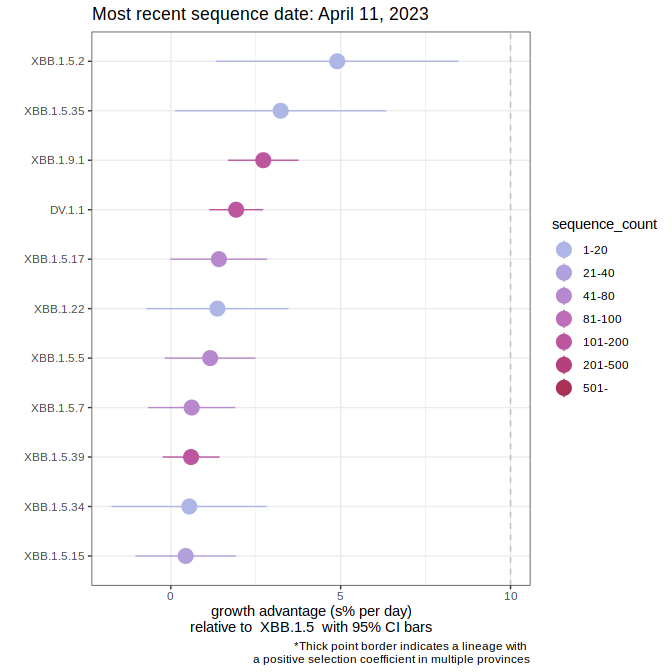 Most recent sequence date: April 11, 2023
XBB.1.5.2
XBB.1.5.35
XBB.1.9.1
DV.1.1
XBB.1.5.17
XBB.1.22
XBB.1.5.5
XBB.1.5.7
XBB.1.5.39
XBB.1.5.34
XBB.1.5.15
0 5 10
growth advantage (s% per day)
relative to XBB.1.5 with 95% CI bars
*Thick point border indicates a lineage with
a positive selection coefficient in multiple provinces
sequence_count
1-20
21-40
41-80
81-100
101-200
201-500
501-